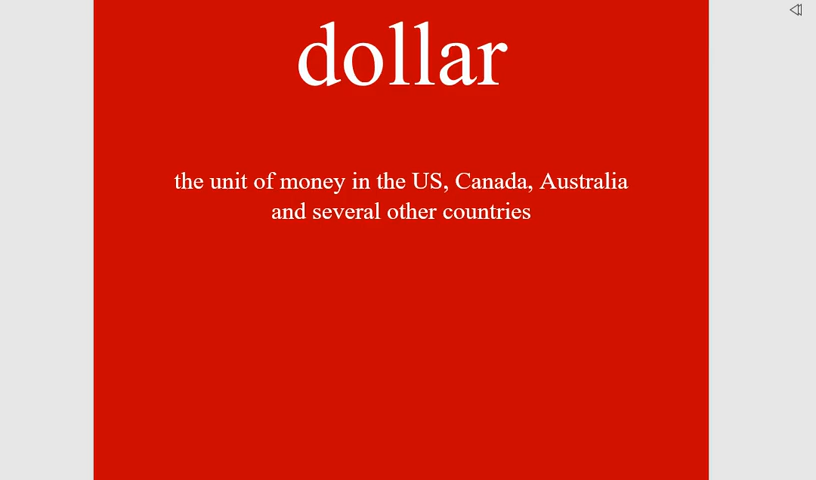 dollar
the unit of money in the US, Canada, Australia
and several other countries